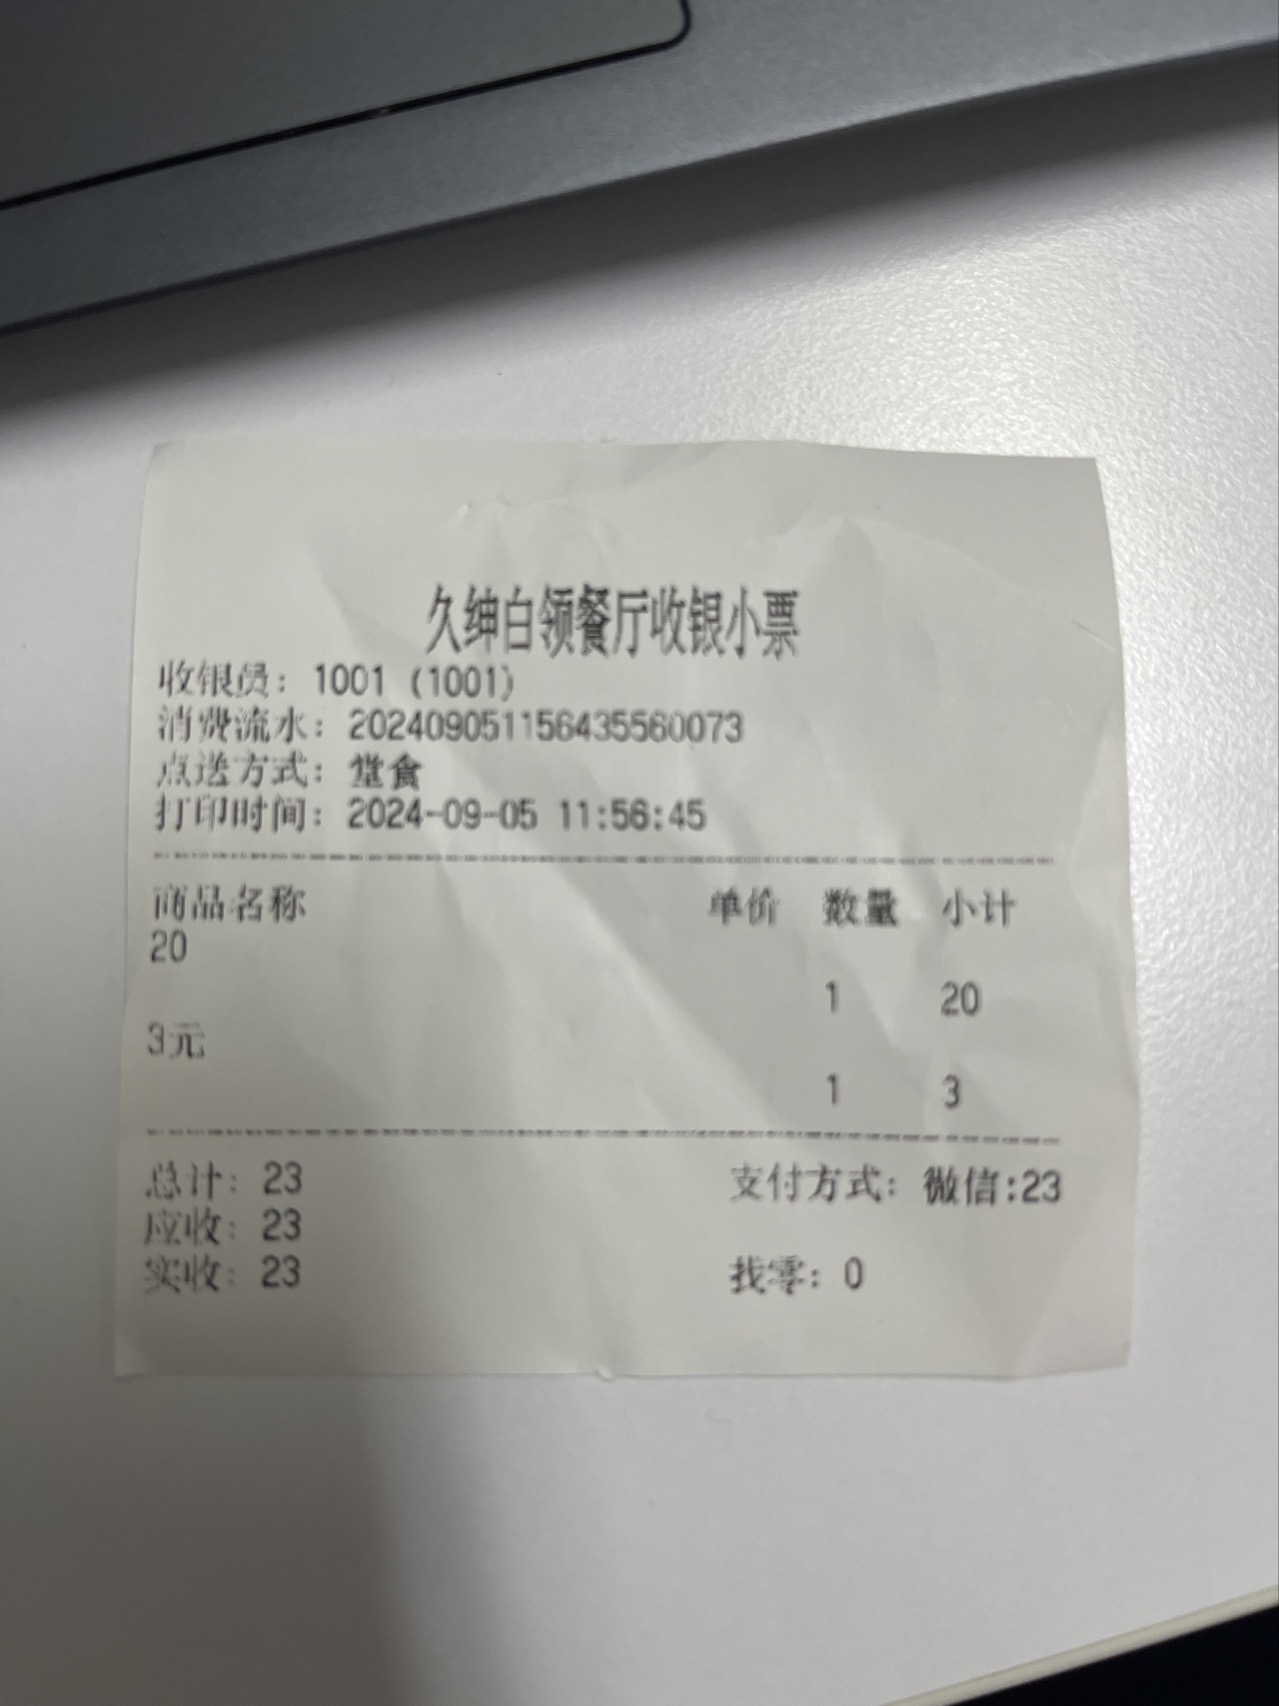 久绅白领餐厅收银小票
收银员：1001 (1001)
消费流水：202409051156435560073
点送方式：堂食
打印时间：2024-09-05 11:56:45
商品名称 单价 数量 小计
20
1 20
3元
1 3
总计：23 支付方式：微信:23
应收：23
实收：23 找零：0